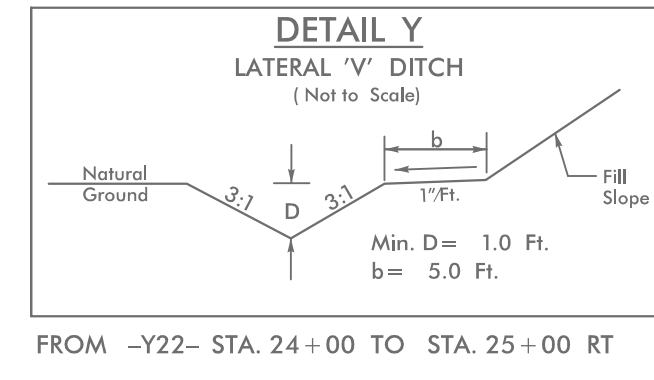 DETAIL Y
LATERAL 'V' DITCH
( Not to Scale)
b
Natural
Ground
3:1
D
3:1
1"/Ft.
Fill
Slope
Min. D= 1.0 Ft.
b= 5.0 Ft.
FROM -Y22- STA. 24+00 TO STA. 25+00 RT